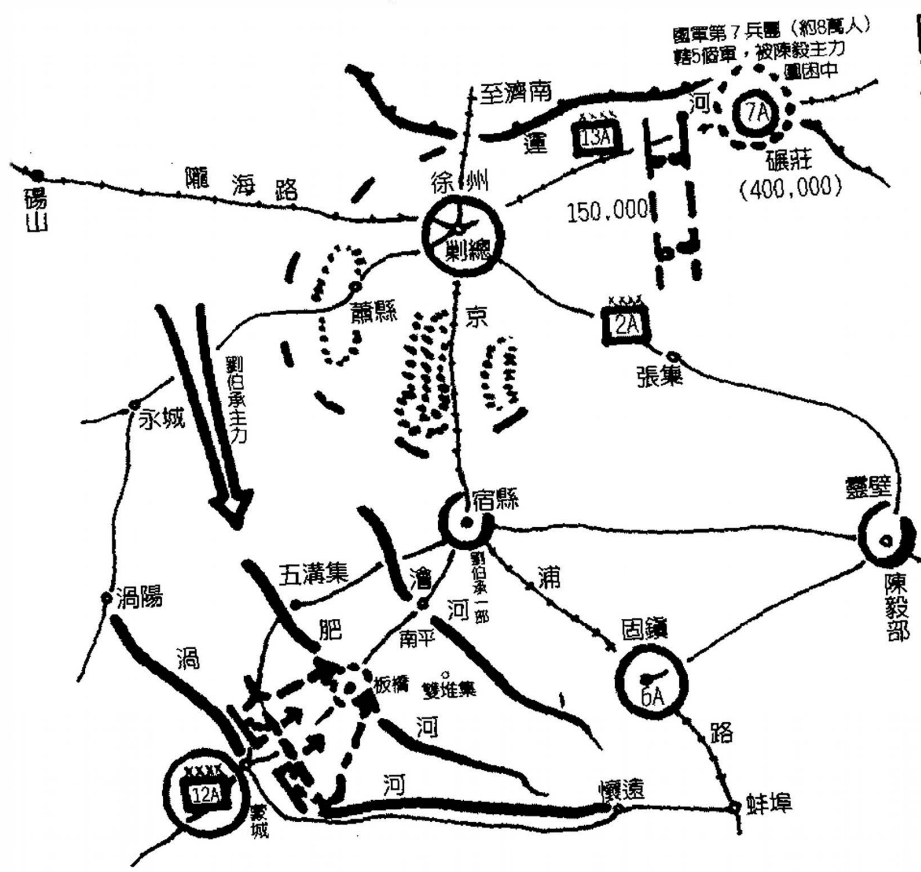 國軍第7兵團（約8萬人）
轄5個軍，被陳毅主力
圍困中
至濟南
河
XXXX
13A
7A
運
碾莊
(400,000)
隴海路
徐州
碭山
150,000
剿總
蕭縣
京
XXXX
2A
張集
劉伯承主力
永城
宿縣
靈壁
五溝集
澮
劉伯承一部
浦
陳毅部
渦陽
肥
河
南平
固鎮
渦
板橋
雙堆集
6A
河
路
XXXX
12A
河
懷遠
蚌埠
蒙城